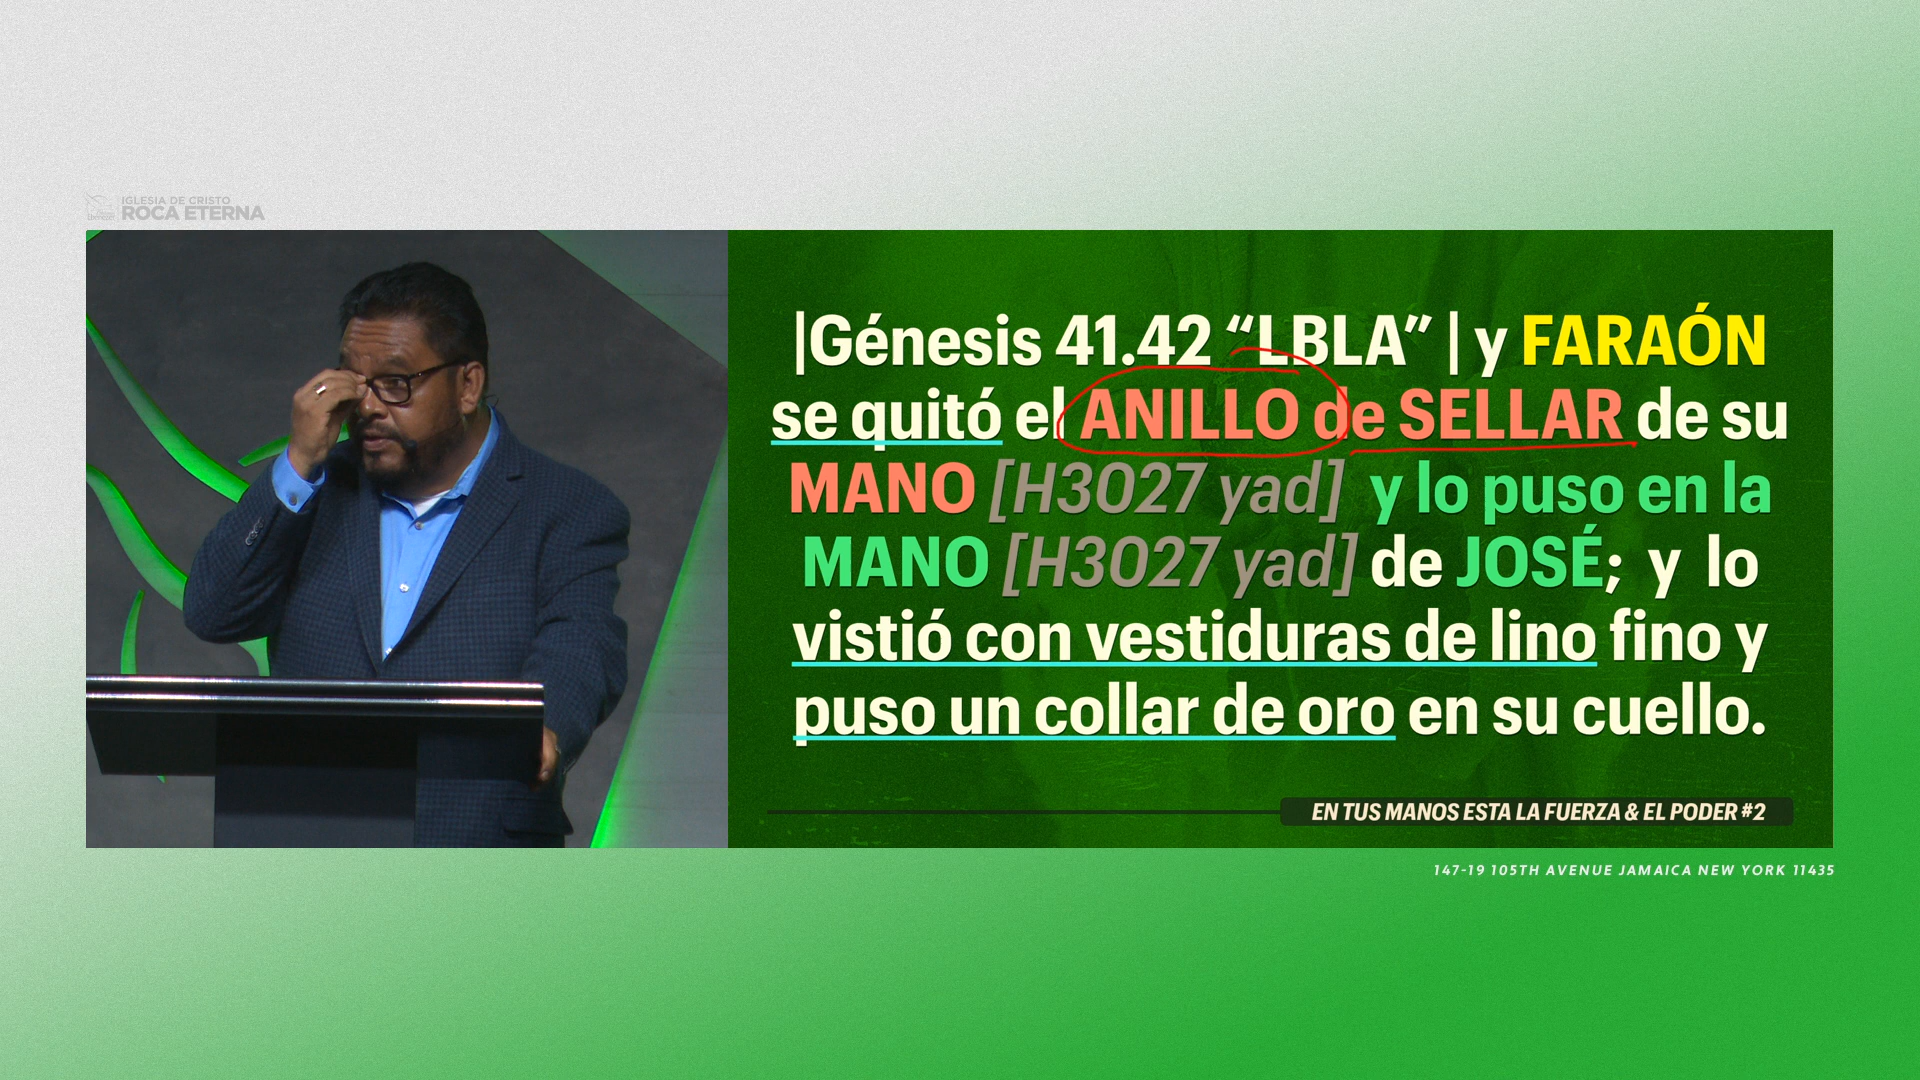 IGLESIA DE CRISTO
ROCA ETERNA
|Génesis 41.42 “LBLA” | y FARAÓN
se quitó el ANILLO de SELLAR de su
MANO [H3027 yad] y lo puso en la
MANO [H3027 yad] de JOSÉ; y lo
vistió con vestiduras de lino fino y
puso un collar de oro en su cuello.
EN TUS MANOS ESTA LA FUERZA & EL PODER #2
147-19 105TH AVENUE JAMAICA NEW YORK 11435